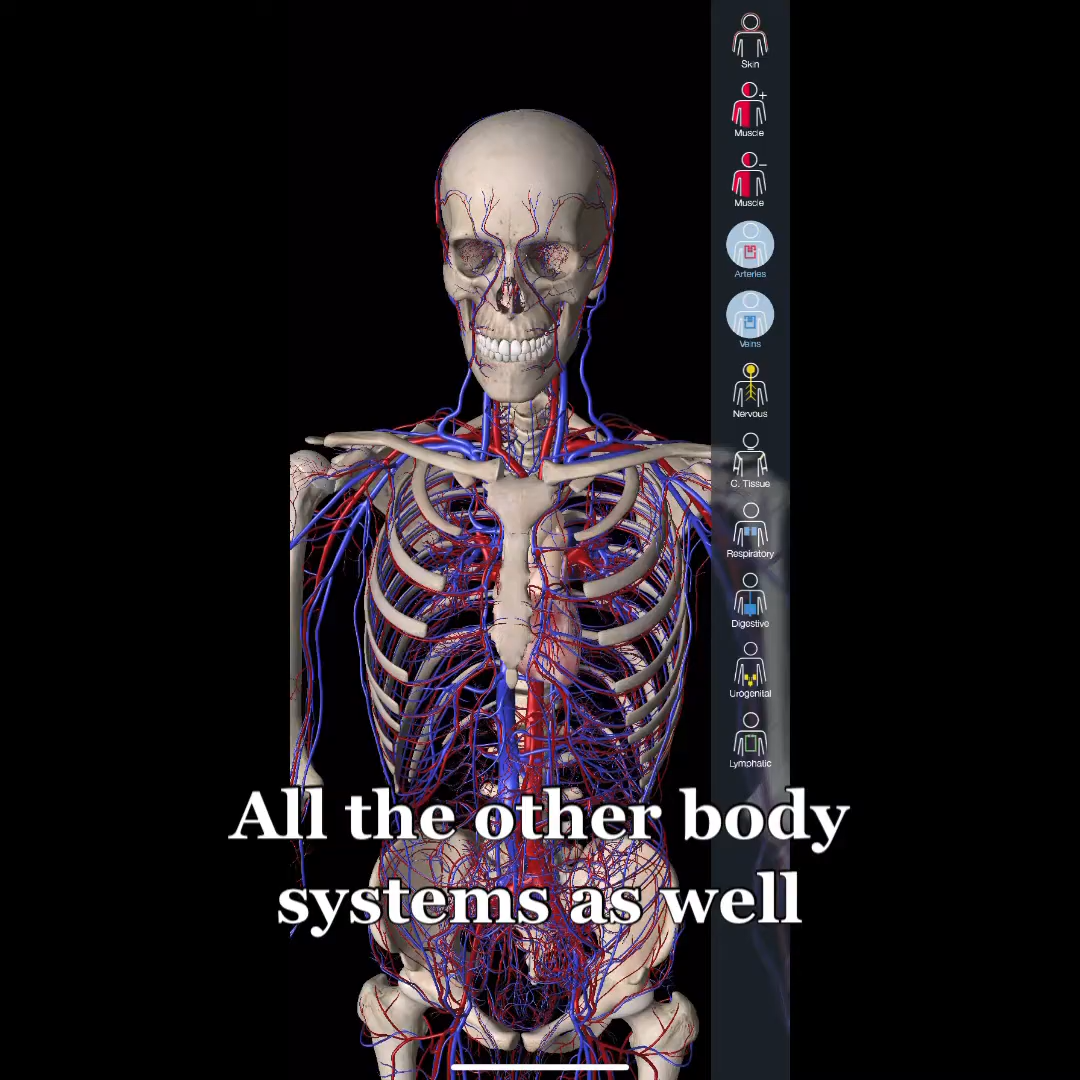 Skin
+
Muscle
−
Muscle
Arteries
Veins
Nervous
C. Tissue
Respiratory
Digestive
Urogenital
Lymphatic
All the other body
systems as well